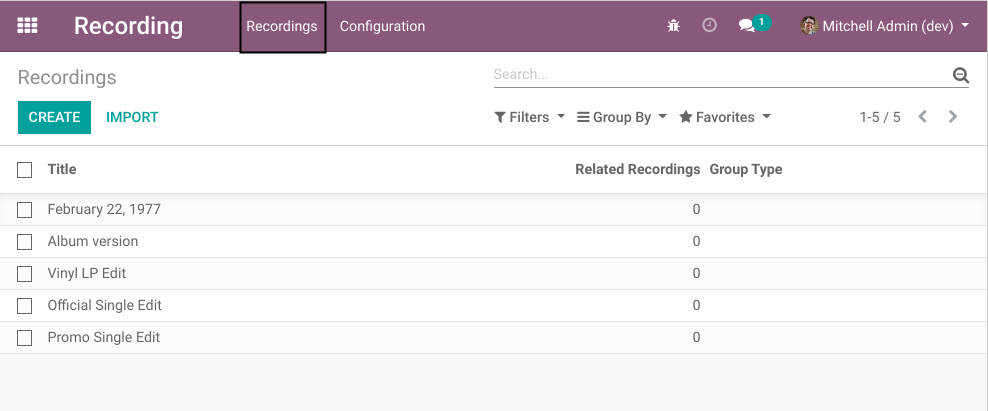 Recording Recordings Configuration 1 Mitchell Admin (dev)
Recordings Search...
CREATE IMPORT Filters Group By Favorites 1-5 / 5
Title Related Recordings Group Type
February 22, 1977 0
Album version 0
Vinyl LP Edit 0
Official Single Edit 0
Promo Single Edit 0